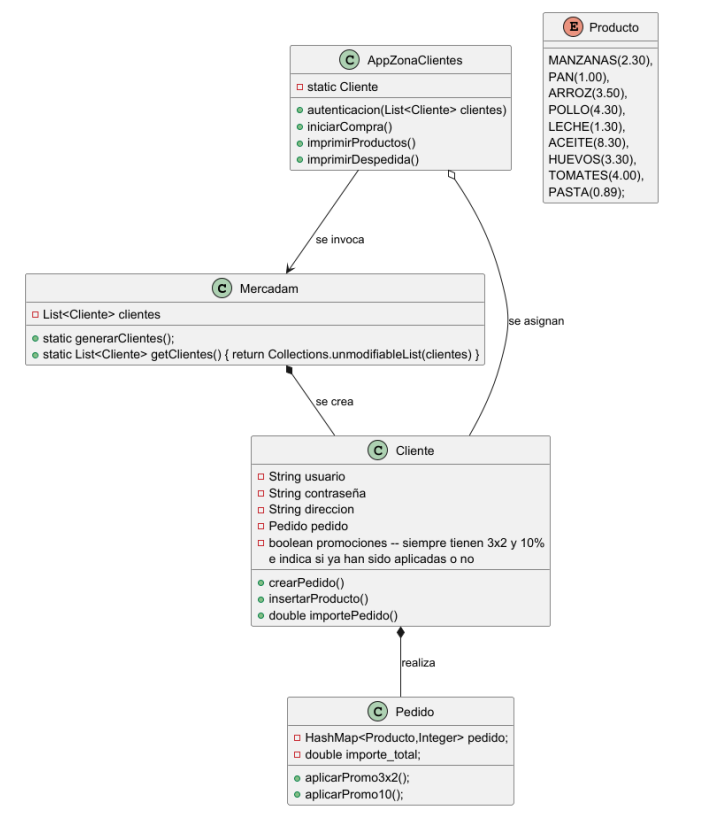 C AppZonaClientes
static Cliente
autenticacion(List<Cliente> clientes)
iniciarCompra()
imprimirProductos()
imprimirDespedida()
E Producto
MANZANAS(2.30),
PAN(1.00),
ARROZ(3.50),
POLLO(4.30),
LECHE(1.30),
ACEITE(8.30),
HUEVOS(3.30),
TOMATES(4.00),
PASTA(0.89);
se invoca
se asignan
C Mercadam
List<Cliente> clientes
static generarClientes();
static List<Cliente> getClientes() { return Collections.unmodifiableList(clientes) }
se crea
C Cliente
String usuario
String contraseña
String direccion
Pedido pedido
boolean promociones -- siempre tienen 3x2 y 10%
e indica si ya han sido aplicadas o no
crearPedido()
insertarProducto()
double importePedido()
realiza
C Pedido
HashMap<Producto,Integer> pedido;
double importe_total;
aplicarPromo3x2();
aplicarPromo10();